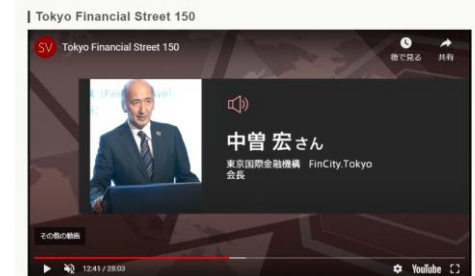 Tokyo Financial Street 150
SV
Tokyo Financial Street 150
後で見る
共有
中曽 宏さん
東京国際金融機構 FinCity.Tokyo
会長
その他の動画
12:41 / 28:03
YouTube